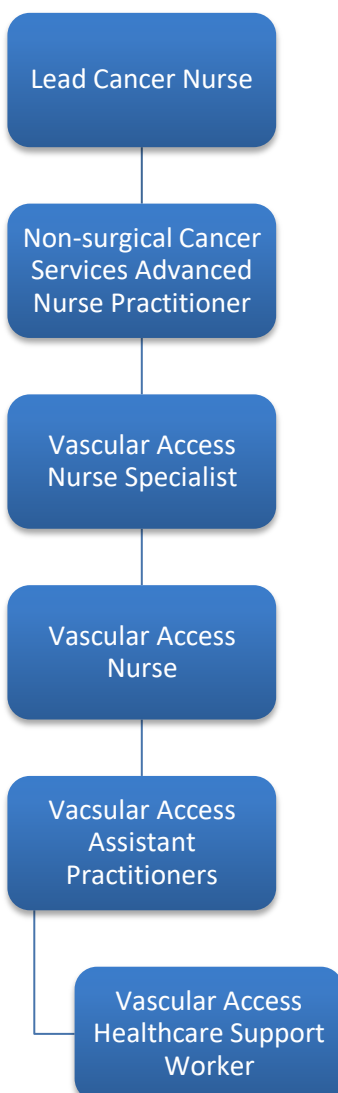 Lead Cancer Nurse
Non-surgical Cancer
Services Advanced
Nurse Practitioner
Vascular Access
Nurse Specialist
Vascular Access
Nurse
Vacsular Access
Assistant
Practitioners
Vascular Access
Healthcare Support
Worker